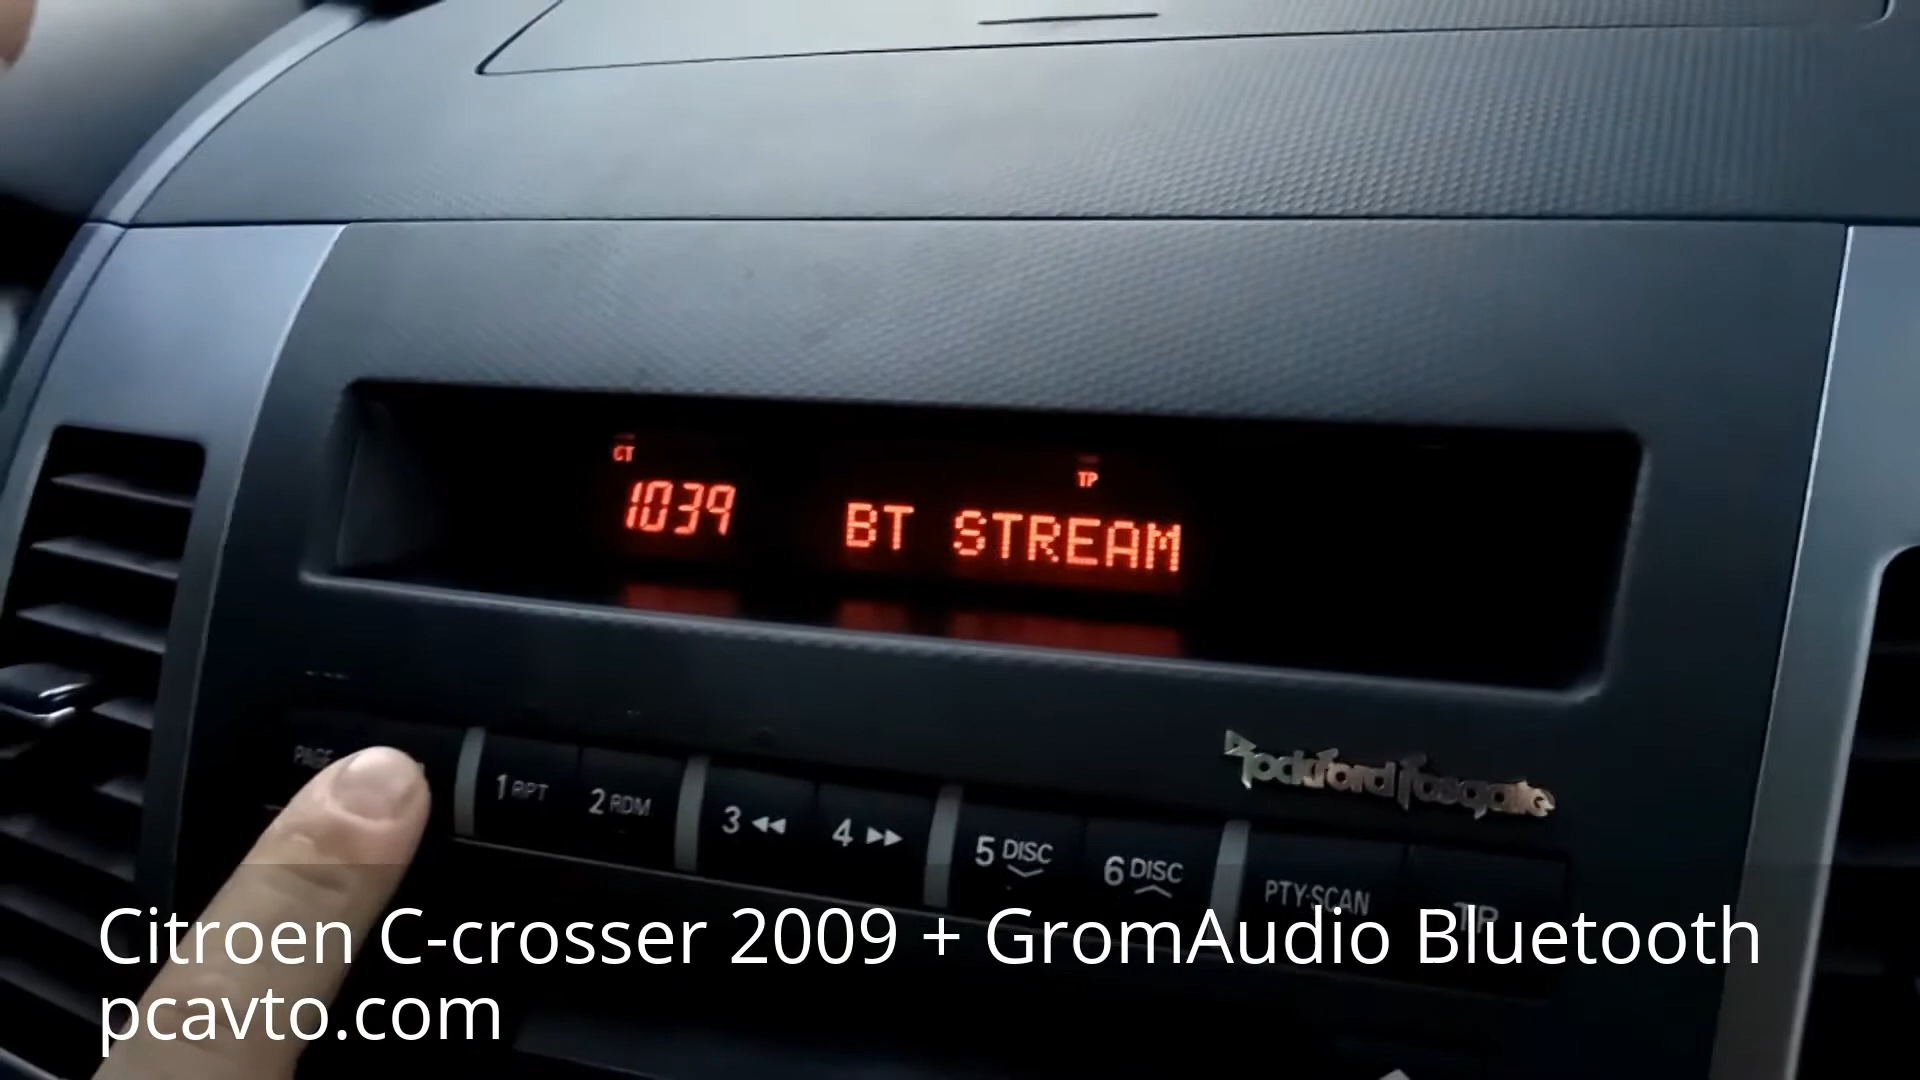 CT
TP
1039 BT STREAM
Rockford Fosgate
PAGE 1 RPT 2 RDM 3 4 5 DISC 6 DISC PTY·SCAN TP
Citroen C-crosser 2009 + GromAudio Bluetooth
pcavto.com